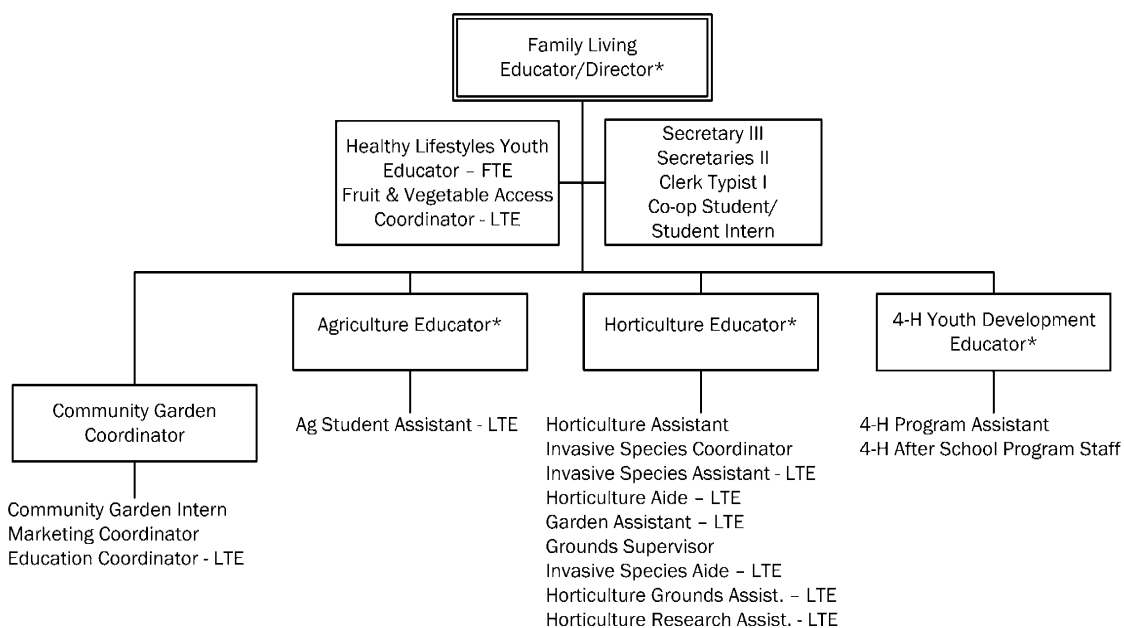 Family Living
Educator/Director*
Healthy Lifestyles Youth
Educator – FTE
Fruit & Vegetable Access
Coordinator - LTE
Secretary III
Secretaries II
Clerk Typist I
Co-op Student/
Student Intern
Community Garden
Coordinator
Community Garden Intern
Marketing Coordinator
Education Coordinator - LTE
Agriculture Educator*
Ag Student Assistant - LTE
Horticulture Educator*
Horticulture Assistant
Invasive Species Coordinator
Invasive Species Assistant - LTE
Horticulture Aide – LTE
Garden Assistant – LTE
Grounds Supervisor
Invasive Species Aide – LTE
Horticulture Grounds Assist. – LTE
Horticulture Research Assist. - LTE
4-H Youth Development
Educator*
4-H Program Assistant
4-H After School Program Staff